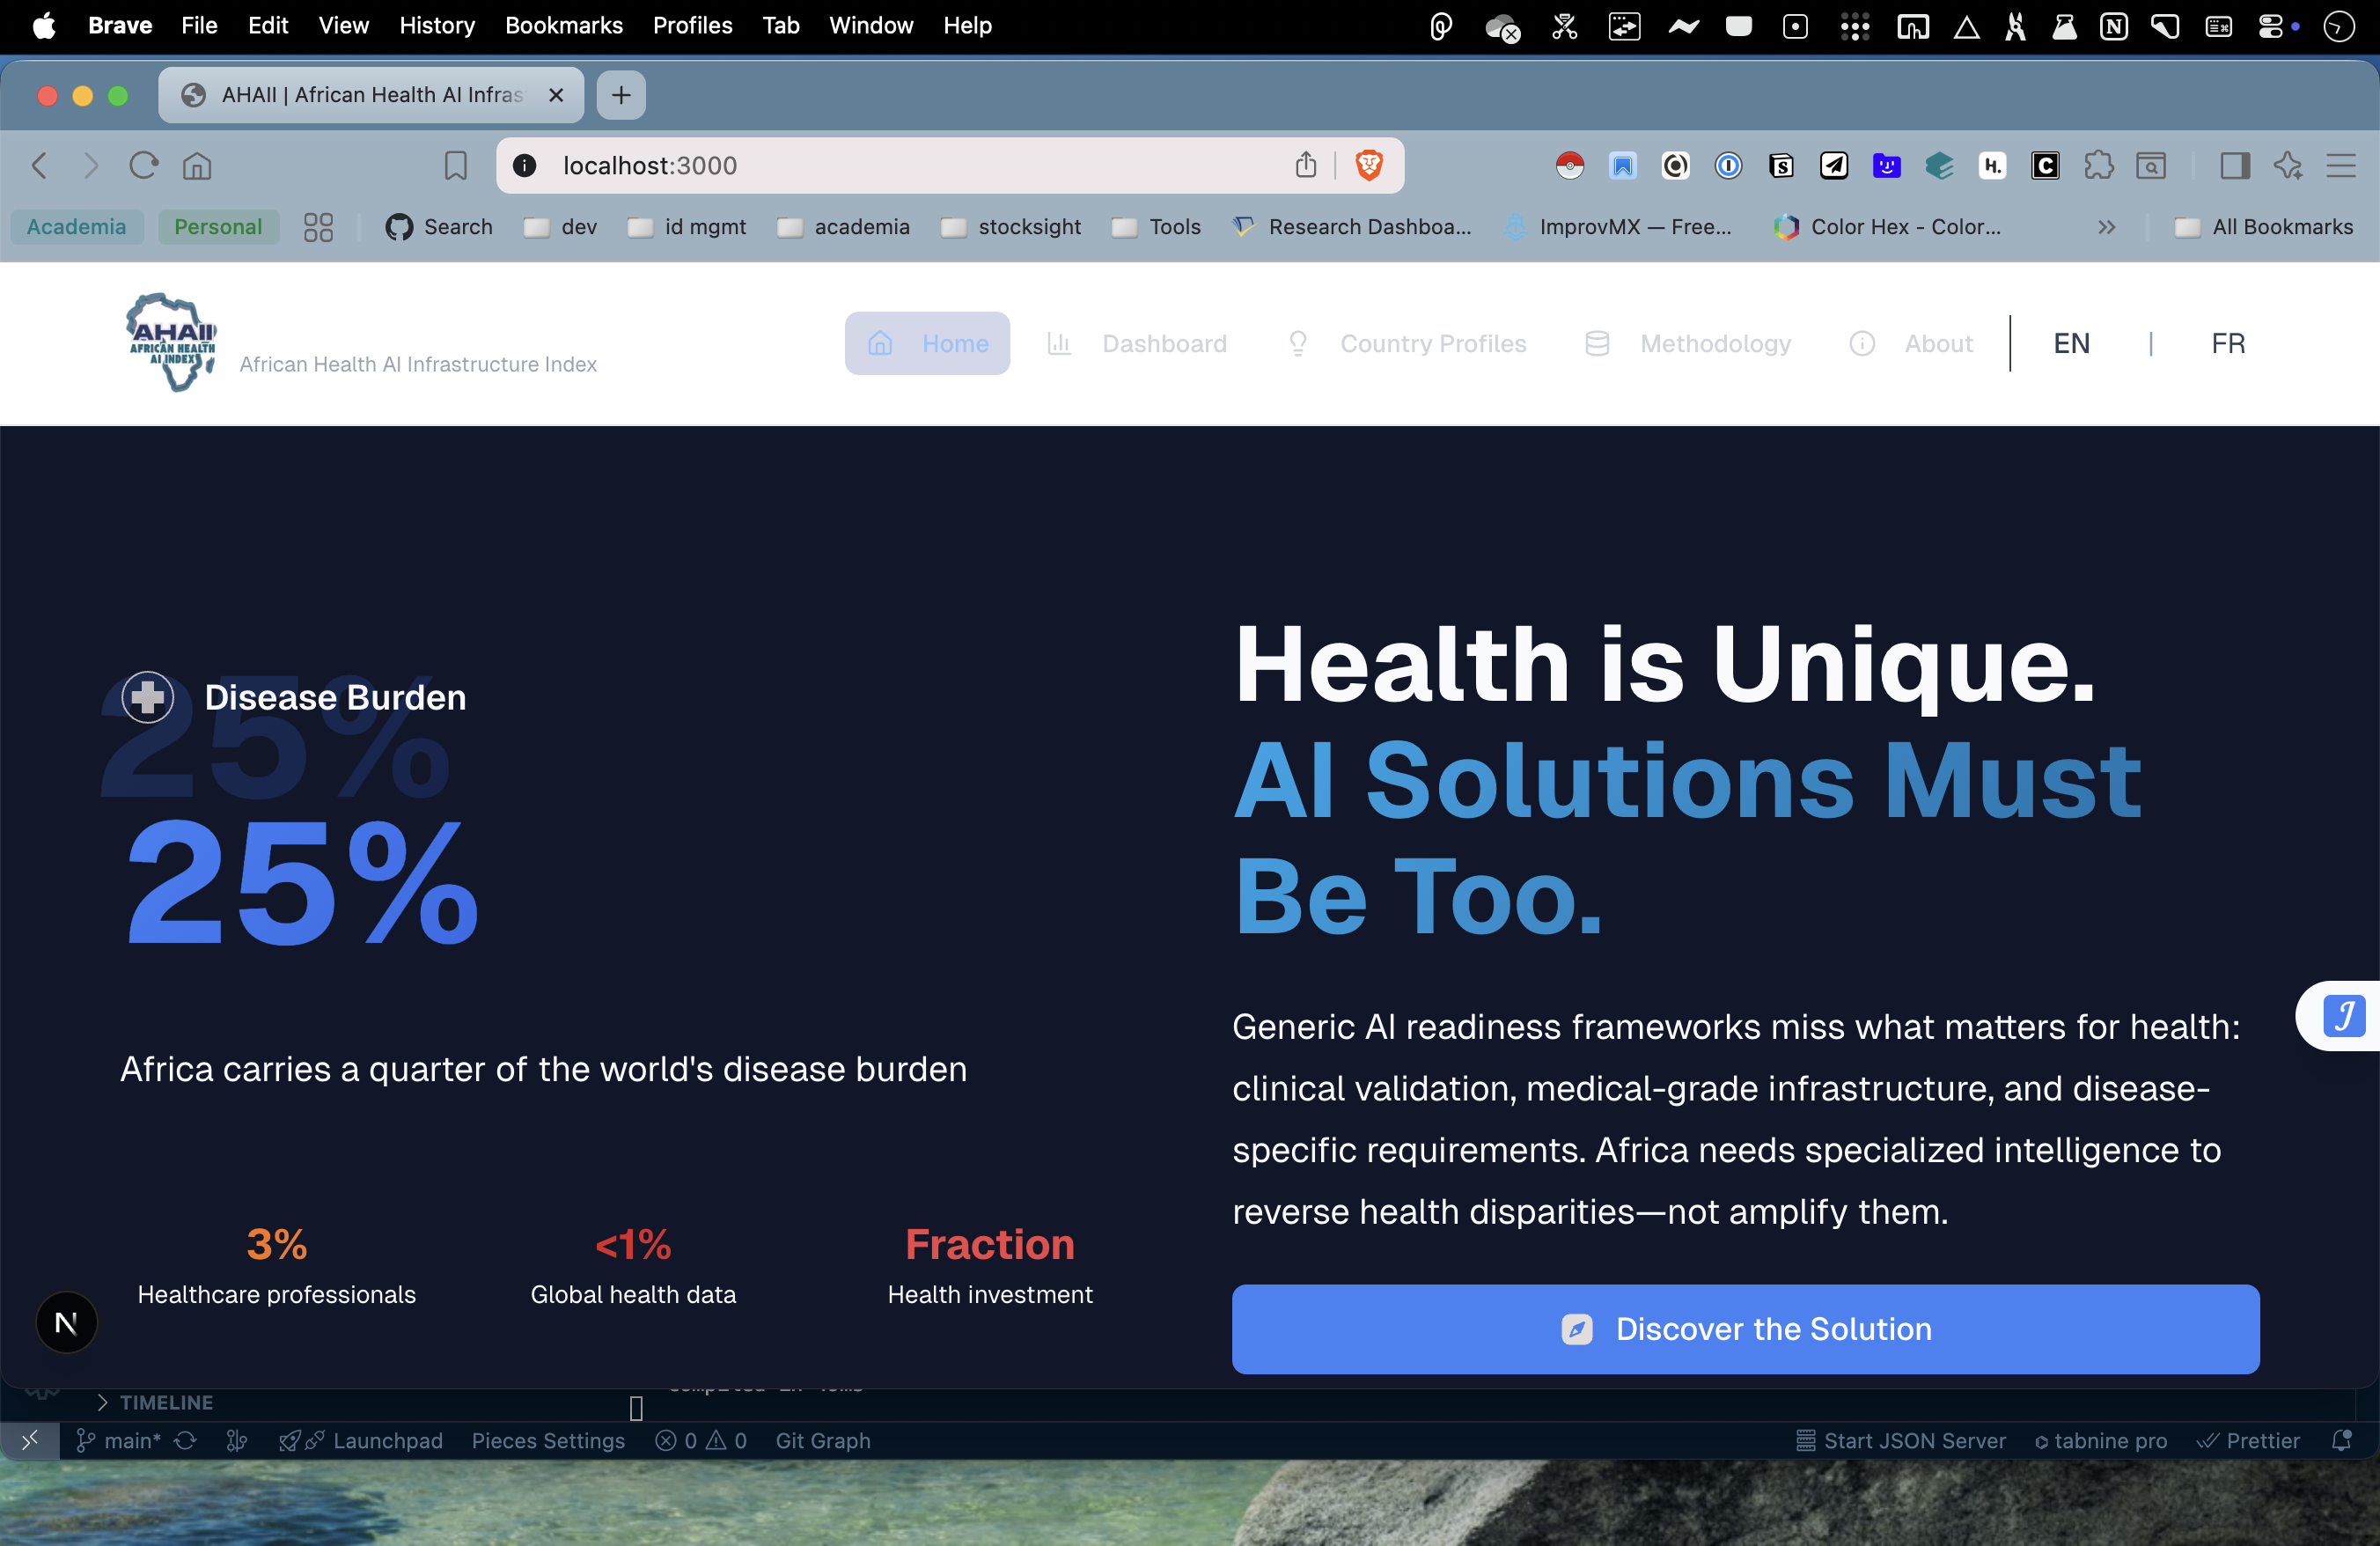 Brave File Edit View History Bookmarks Profiles Tab Window Help
AHAII | African Health AI Infras
localhost:3000
Academia Personal Search dev id mgmt academia stocksight Tools Research Dashboa... ImprovMX — Free... Color Hex - Color... All Bookmarks
AHAII
AFRICAN HEALTH
AI INDEX
African Health AI Infrastructure Index
Home Dashboard Country Profiles Methodology About EN | FR
Disease Burden
25%
25%
Africa carries a quarter of the world's disease burden
3%
Healthcare professionals
<1%
Global health data
Fraction
Health investment
Health is Unique.
AI Solutions Must
Be Too.
Generic AI readiness frameworks miss what matters for health:
clinical validation, medical-grade infrastructure, and disease-
specific requirements. Africa needs specialized intelligence to
reverse health disparities—not amplify them.
Discover the Solution
N
TIMELINE
main* Launchpad Pieces Settings 0 0 Git Graph Start JSON Server tabnine pro Prettier